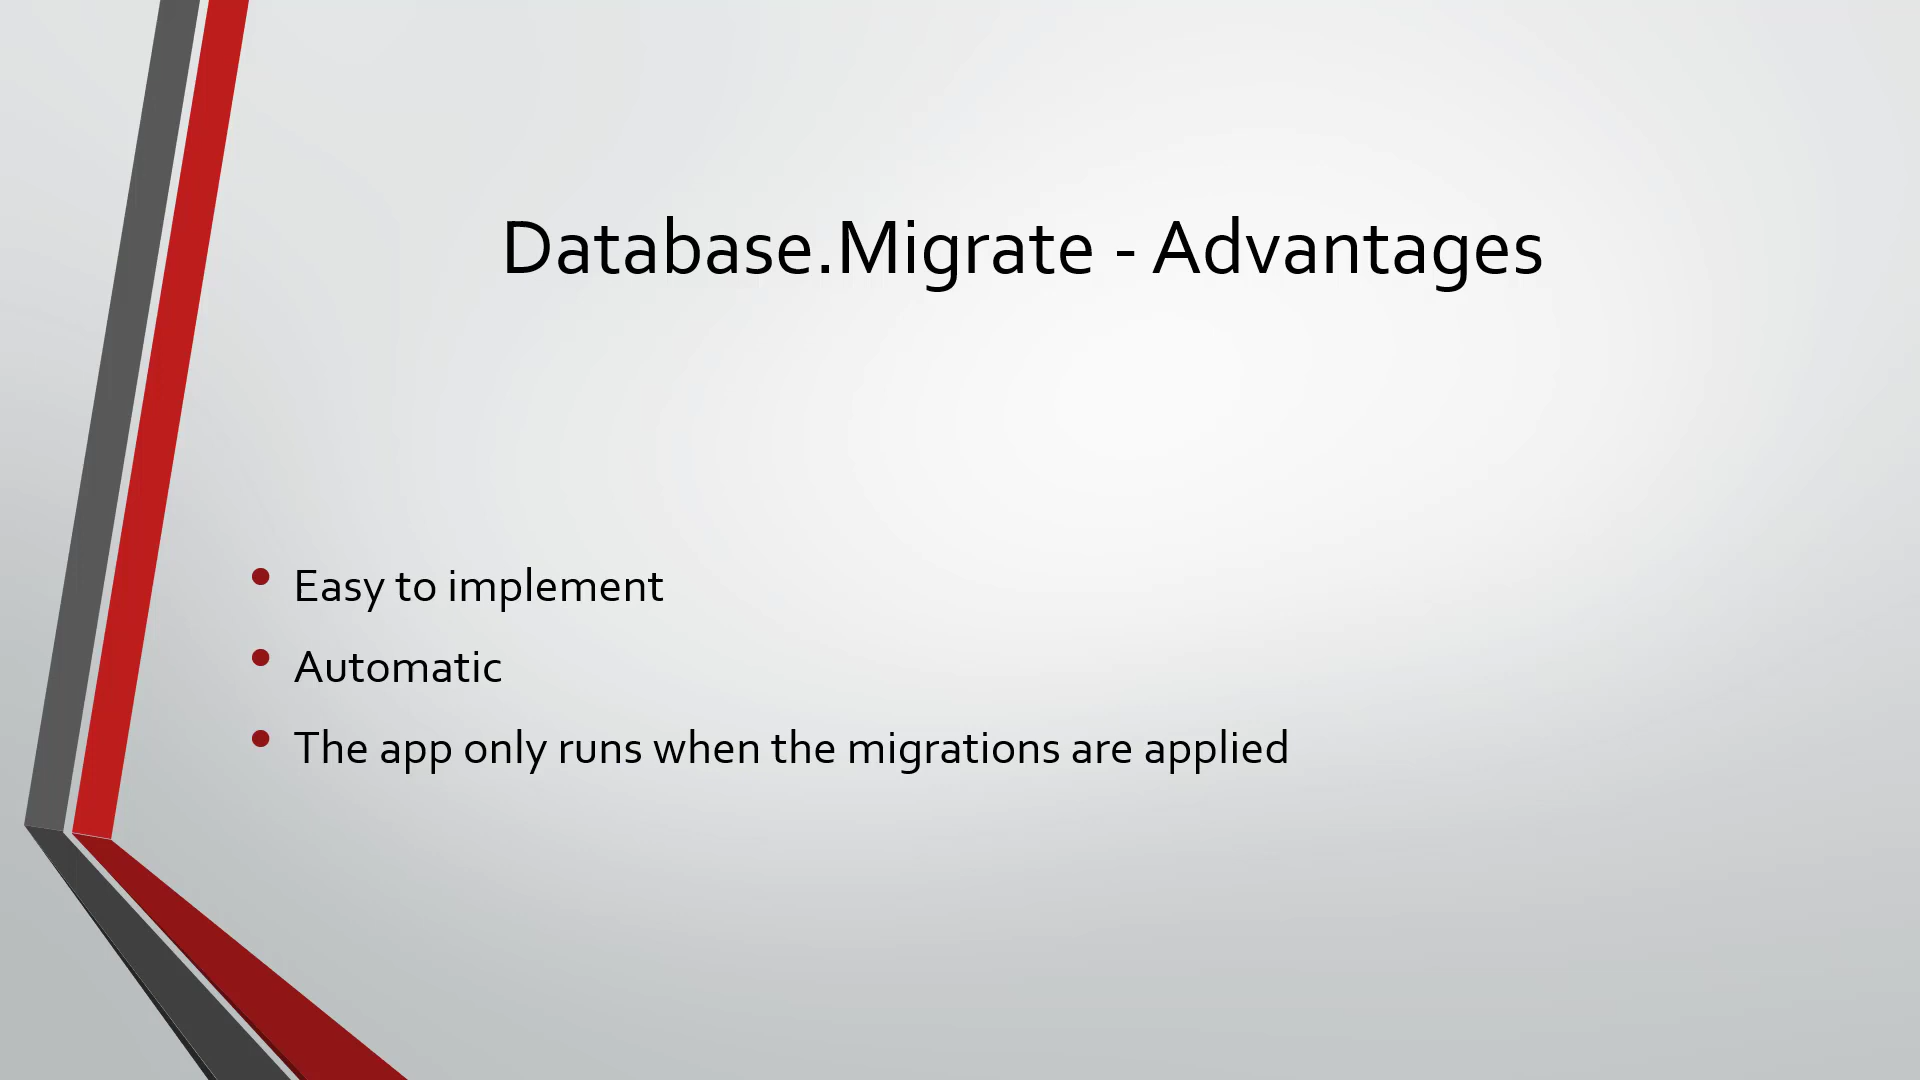 Database.Migrate - Advantages
• Easy to implement
• Automatic
• The app only runs when the migrations are applied